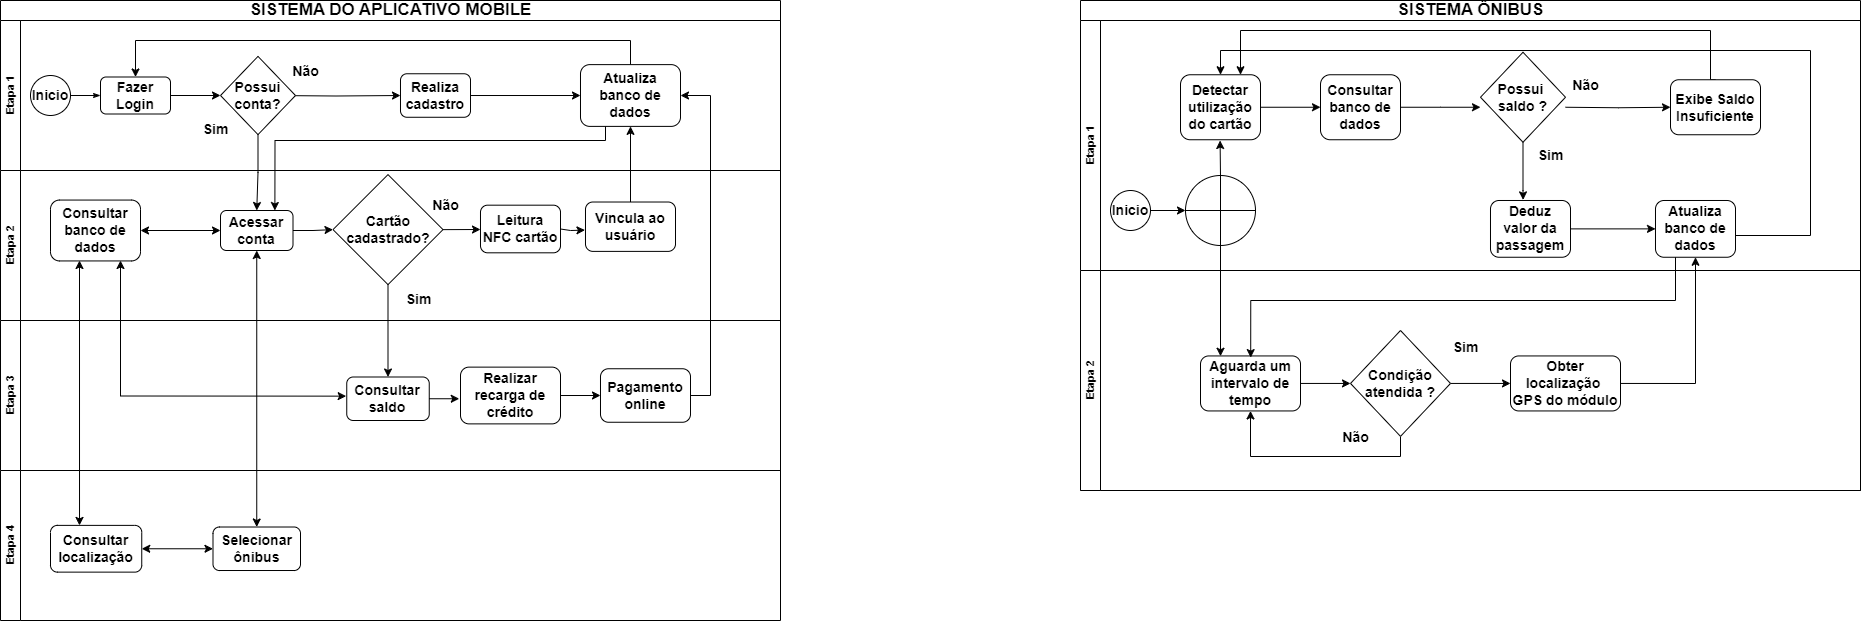 SISTEMA DO APLICATIVO MOBILE
Etapa 1
Inicio
Fazer
Login
Possui
conta?
Não
Sim
Realiza
cadastro
Atualiza
banco de
dados
Etapa 2
Consultar
banco de
dados
Acessar
conta
Cartão
cadastrado?
Não
Sim
Leitura
NFC cartão
Vincula ao
usuário
Etapa 3
Consultar
saldo
Realizar
recarga de
crédito
Pagamento
online
Etapa 4
Consultar
localização
Selecionar
ônibus
SISTEMA ÔNIBUS
Etapa 1
Inicio
Detectar
utilização
do cartão
Consultar
banco de
dados
Possui
saldo ?
Não
Sim
Exibe Saldo
Insuficiente
Deduz
valor da
passagem
Atualiza
banco de
dados
Etapa 2
Aguarda um
intervalo de
tempo
Condição
atendida ?
Sim
Não
Obter
localização
GPS do módulo